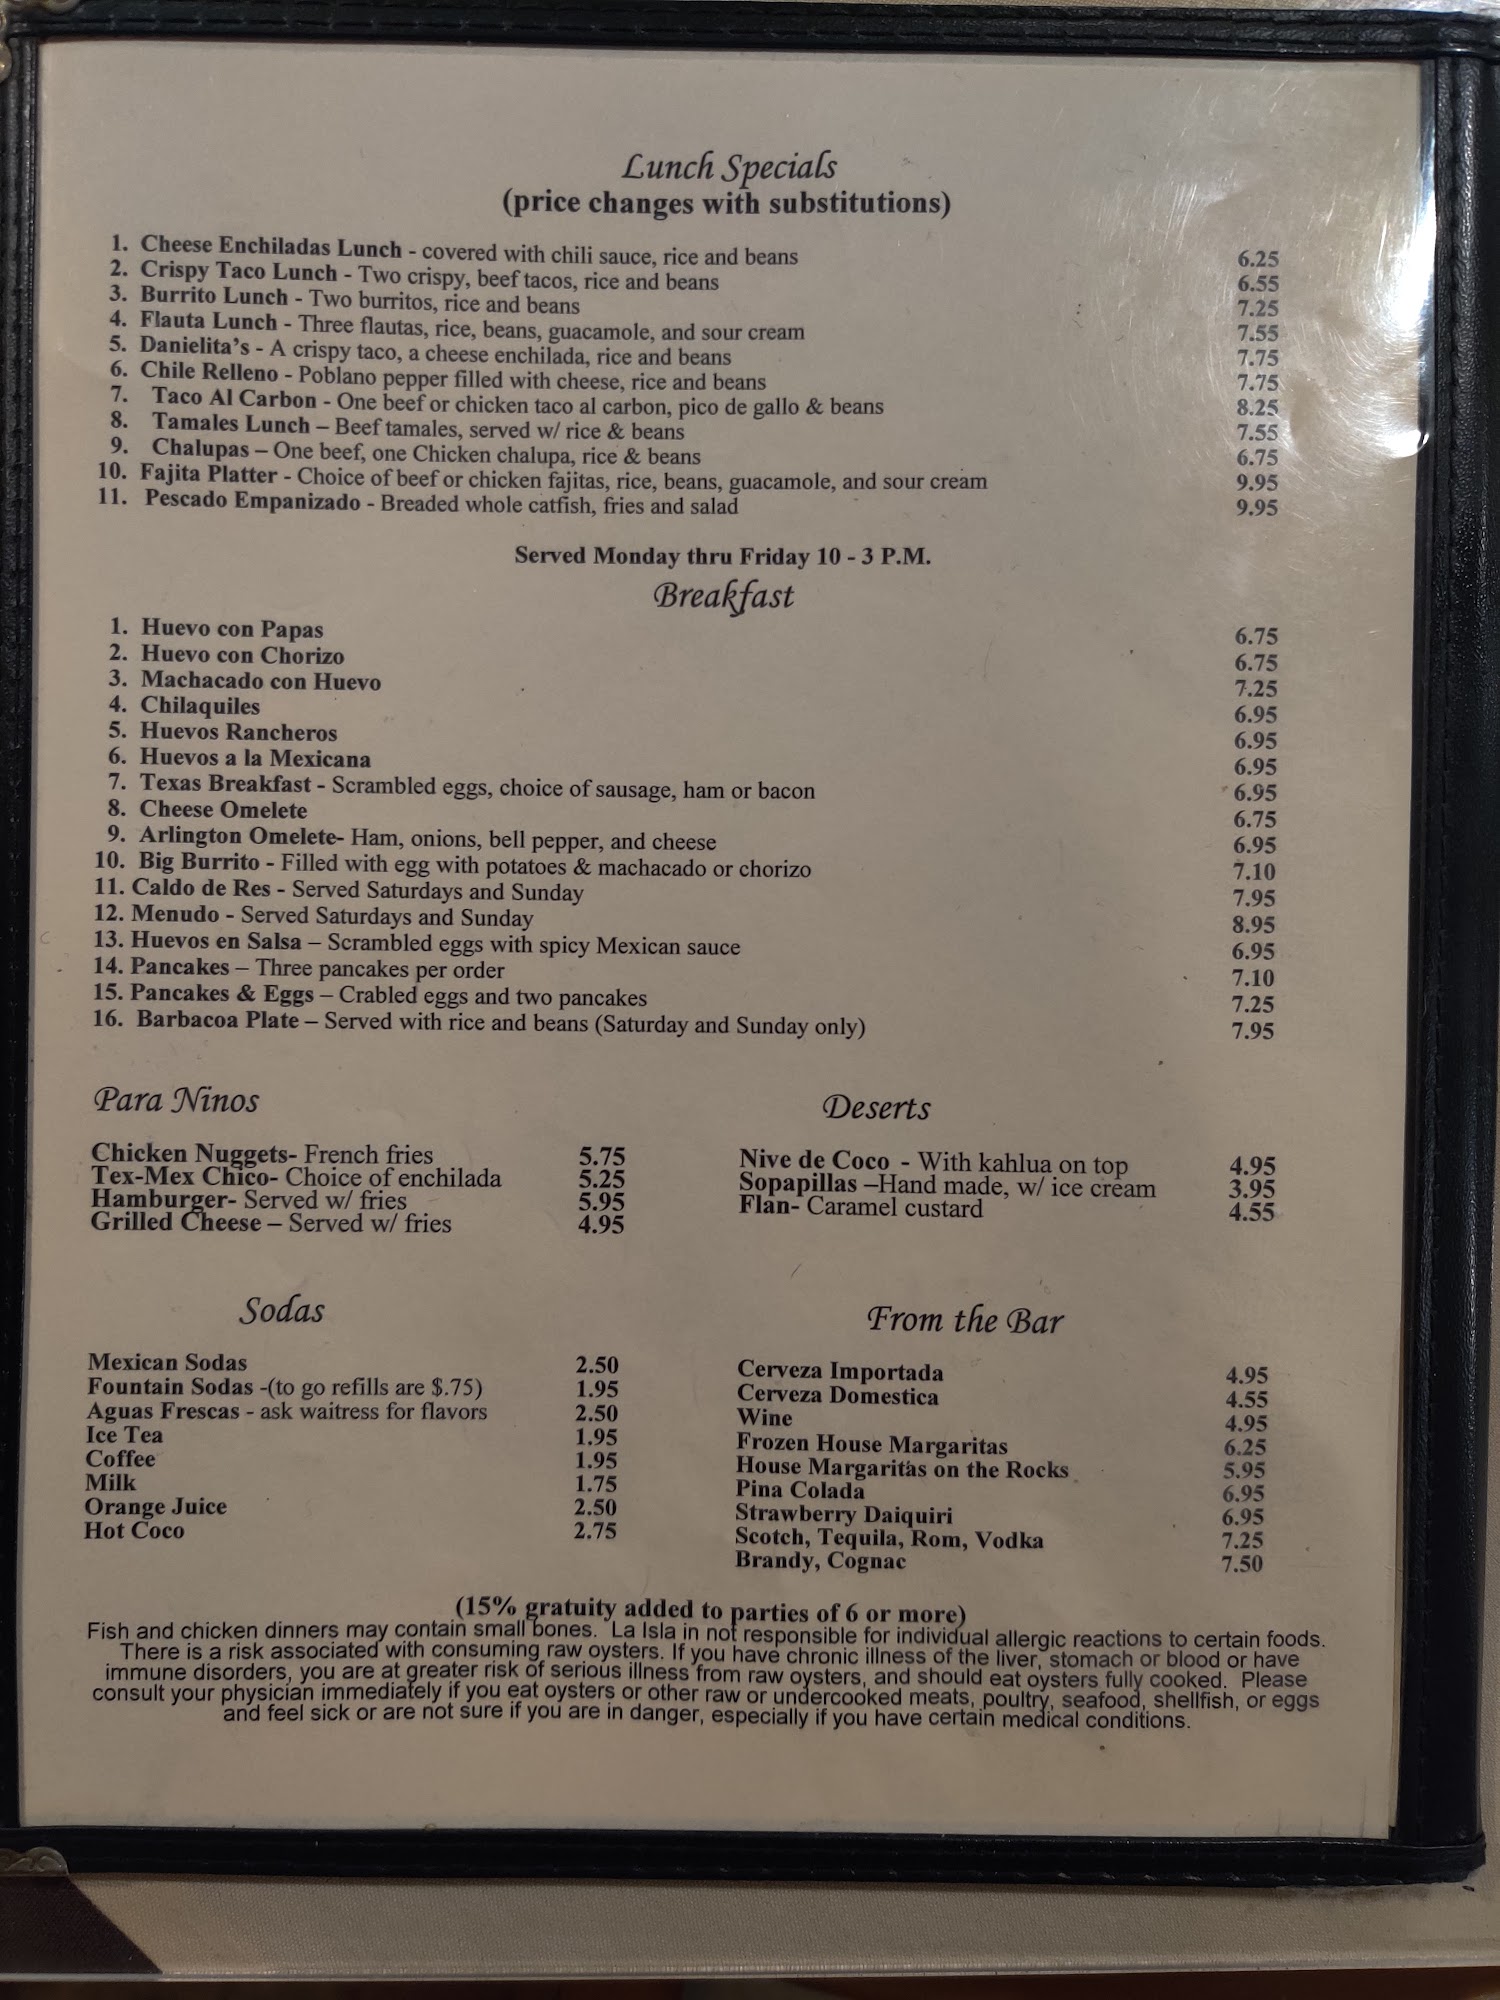 Lunch Specials
(price changes with substitutions)
1. Cheese Enchiladas Lunch - covered with chili sauce, rice and beans 6.25
2. Crispy Taco Lunch - Two crispy, beef tacos, rice and beans 6.55
3. Burrito Lunch - Two burritos, rice and beans 7.25
4. Flauta Lunch - Three flautas, rice, beans, guacamole, and sour cream 7.55
5. Danielita's - A crispy taco, a cheese enchilada, rice and beans 7.75
6. Chile Relleno - Poblano pepper filled with cheese, rice and beans 7.75
7. Taco Al Carbon - One beef or chicken taco al carbon, pico de gallo & beans 8.25
8. Tamales Lunch – Beef tamales, served w/ rice & beans 7.55
9. Chalupas – One beef, one Chicken chalupa, rice & beans 6.75
10. Fajita Platter - Choice of beef or chicken fajitas, rice, beans, guacamole, and sour cream 9.95
11. Pescado Empanizado - Breaded whole catfish, fries and salad 9.95
Served Monday thru Friday 10 - 3 P.M.
Breakfast
1. Huevo con Papas 6.75
2. Huevo con Chorizo 6.75
3. Machacado con Huevo 7.25
4. Chilaquiles 6.95
5. Huevos Rancheros 6.95
6. Huevos a la Mexicana 6.95
7. Texas Breakfast - Scrambled eggs, choice of sausage, ham or bacon 6.95
8. Cheese Omelete 6.75
9. Arlington Omelete- Ham, onions, bell pepper, and cheese 6.95
10. Big Burrito - Filled with egg with potatoes & machacado or chorizo 7.10
11. Caldo de Res - Served Saturdays and Sunday 7.95
12. Menudo - Served Saturdays and Sunday 8.95
13. Huevos en Salsa – Scrambled eggs with spicy Mexican sauce 6.95
14. Pancakes – Three pancakes per order 7.10
15. Pancakes & Eggs – Crabled eggs and two pancakes 7.25
16. Barbacoa Plate – Served with rice and beans (Saturday and Sunday only) 7.95
Para Ninos
Chicken Nuggets- French fries 5.75
Tex-Mex Chico- Choice of enchilada 5.25
Hamburger- Served w/ fries 5.95
Grilled Cheese – Served w/ fries 4.95
Deserts
Nive de Coco - With kahlua on top 4.95
Sopapillas –Hand made, w/ ice cream 3.95
Flan- Caramel custard 4.55
Sodas
Mexican Sodas 2.50
Fountain Sodas -(to go refills are $.75) 1.95
Aguas Frescas - ask waitress for flavors 2.50
Ice Tea 1.95
Coffee 1.95
Milk 1.75
Orange Juice 2.50
Hot Coco 2.75
From the Bar
Cerveza Importada 4.95
Cerveza Domestica 4.55
Wine 4.95
Frozen House Margaritas 6.25
House Margaritas on the Rocks 5.95
Pina Colada 6.95
Strawberry Daiquiri 6.95
Scotch, Tequila, Rom, Vodka 7.25
Brandy, Cognac 7.50
(15% gratuity added to parties of 6 or more)
Fish and chicken dinners may contain small bones. La Isla in not responsible for individual allergic reactions to certain foods.
There is a risk associated with consuming raw oysters. If you have chronic illness of the liver, stomach or blood or have
immune disorders, you are at greater risk of serious illness from raw oysters, and should eat oysters fully cooked. Please
consult your physician immediately if you eat oysters or other raw or undercooked meats, poultry, seafood, shellfish, or eggs
and feel sick or are not sure if you are in danger, especially if you have certain medical conditions.